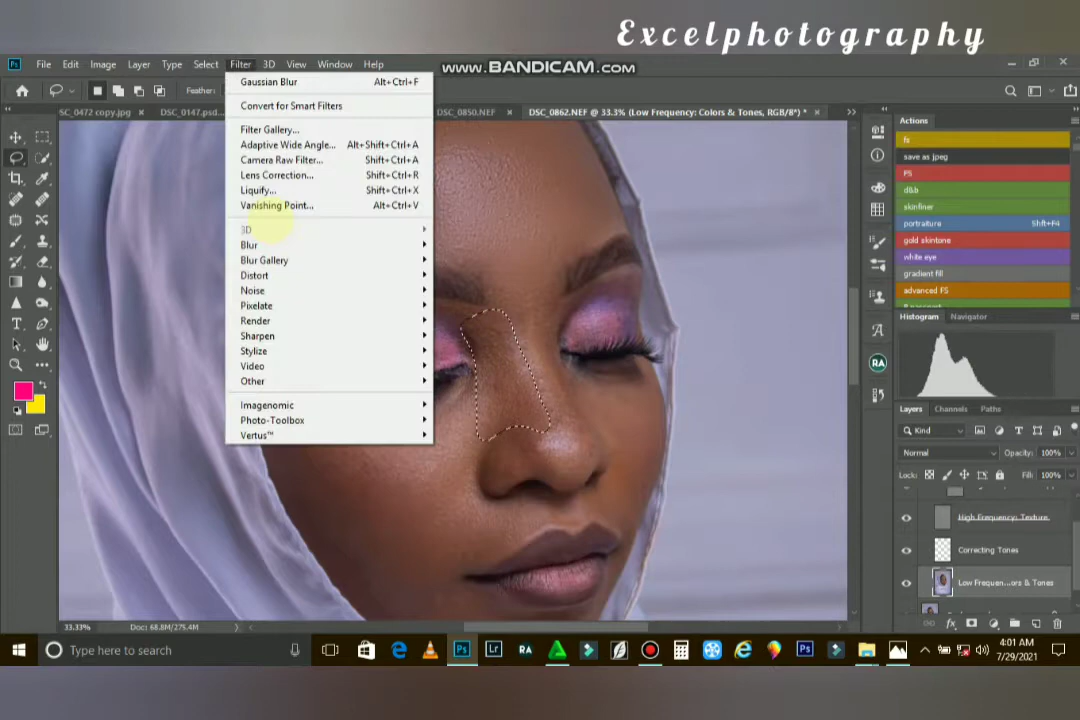 Excelphotography
Ps File Edit Image Layer Type Select Filter 3D View Window Help
www.BANDICAM.com
Feather:
SC_0472 copy.jpg × DSC_0147.psd... DSC_0850.NEF × DSC_0862.NEF @ 33.3% (Low Frequency: Colors & Tones, RGB/8*) * ×
Gaussian Blur Alt+Ctrl+F
Convert for Smart Filters
Filter Gallery...
Adaptive Wide Angle... Alt+Shift+Ctrl+A
Camera Raw Filter... Shift+Ctrl+A
Lens Correction... Shift+Ctrl+R
Liquify... Shift+Ctrl+X
Vanishing Point... Alt+Ctrl+V
3D
Blur
Blur Gallery
Distort
Noise
Pixelate
Render
Sharpen
Stylize
Video
Other
Imagenomic
Photo-Toolbox
Vertus™
Actions
fs
save as jpeg
FS
d&b
skinfiner
portraiture Shift+F4
gold skintone
white eye
gradient fill
advanced FS
Histogram Navigator
RA
Layers Channels Paths
Kind
Normal Opacity: 100%
Lock: Fill: 100%
High Frequency: Texture
Correcting Tones
Low Frequen...ors & Tones
33.33% Doc: 68.8M/275.4M
Type here to search
Ps Lr RA Ps
4:01 AM
7/29/2021